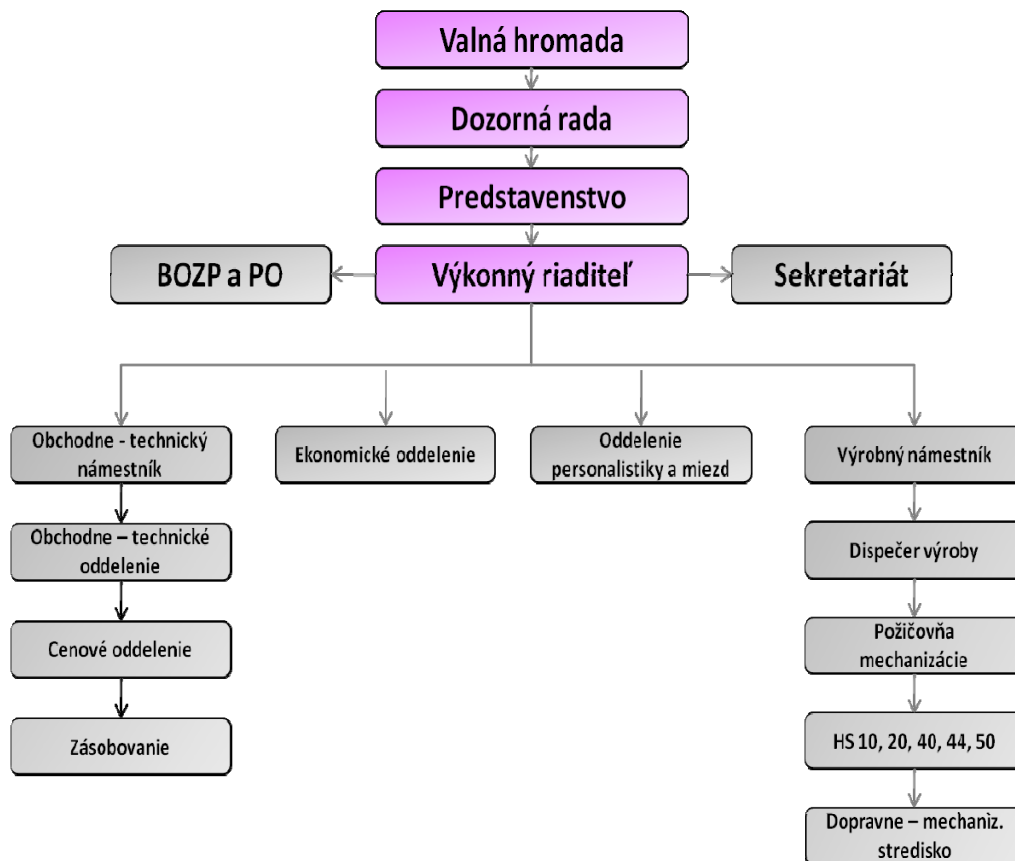 Valná hromada
Dozorná rada
Predstavenstvo
BOZP a PO
Výkonný riaditeľ
Sekretariát
Obchodne - technický
námestník
Ekonomické oddelenie
Oddelenie
personalistiky a miezd
Výrobný námestník
Obchodne – technické
oddelenie
Dispečer výroby
Cenové oddelenie
Požičovňa
mechanizácie
Zásobovanie
HS 10, 20, 40, 44, 50
Dopravne – mechaniz.
stredisko